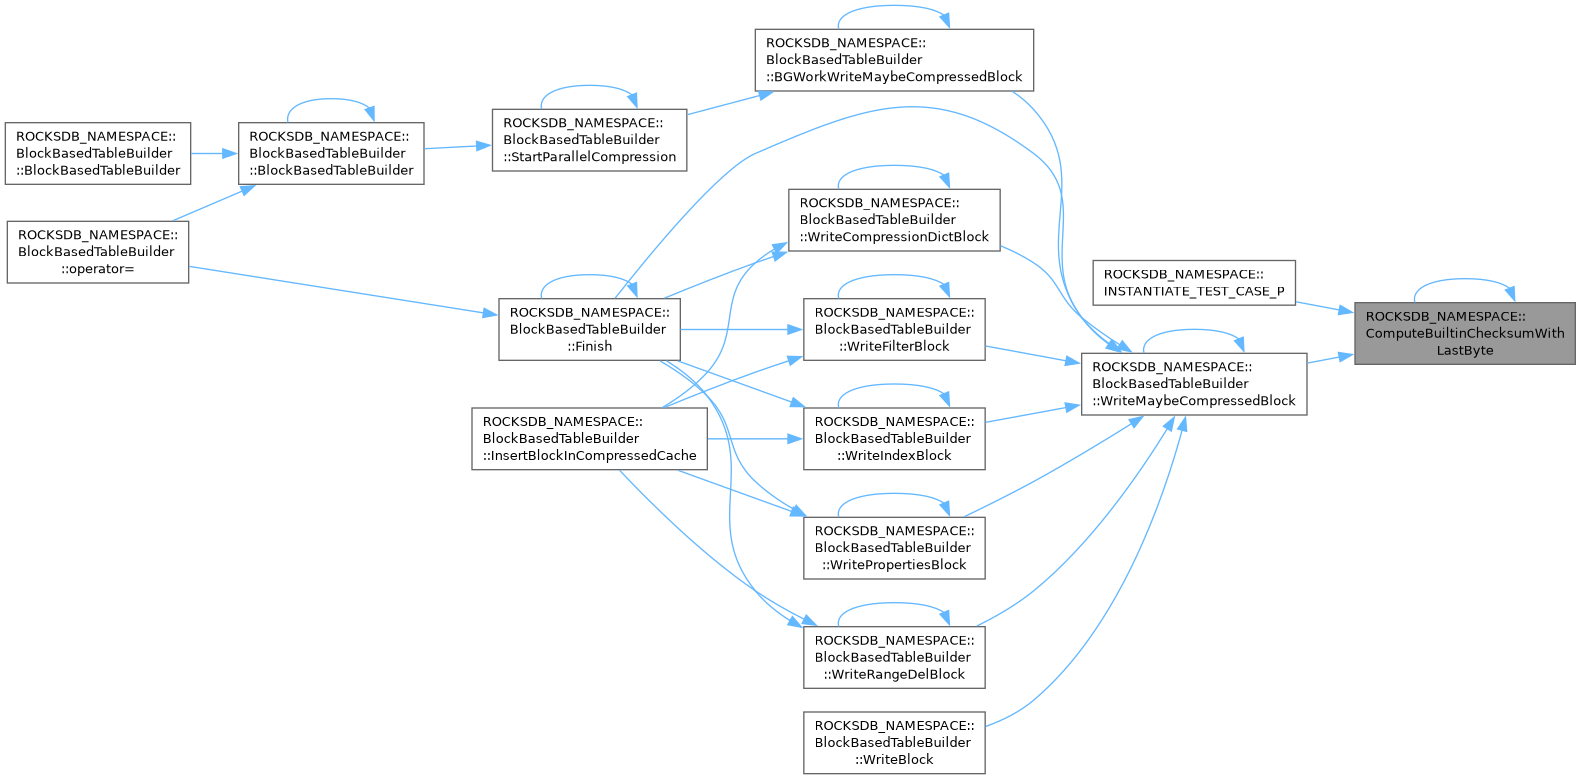 ROCKSDB_NAMESPACE::
BlockBasedTableBuilder
::BGWorkWriteMaybeCompressedBlock
ROCKSDB_NAMESPACE::
BlockBasedTableBuilder
::StartParallelCompression
ROCKSDB_NAMESPACE::
BlockBasedTableBuilder
::BlockBasedTableBuilder
ROCKSDB_NAMESPACE::
BlockBasedTableBuilder
::BlockBasedTableBuilder
ROCKSDB_NAMESPACE::
BlockBasedTableBuilder
::WriteCompressionDictBlock
ROCKSDB_NAMESPACE::
BlockBasedTableBuilder
::operator=
ROCKSDB_NAMESPACE::
INSTANTIATE_TEST_CASE_P
ROCKSDB_NAMESPACE::
BlockBasedTableBuilder
::Finish
ROCKSDB_NAMESPACE::
BlockBasedTableBuilder
::WriteFilterBlock
ROCKSDB_NAMESPACE::
ComputeBuiltinChecksumWith
LastByte
ROCKSDB_NAMESPACE::
BlockBasedTableBuilder
::WriteMaybeCompressedBlock
ROCKSDB_NAMESPACE::
BlockBasedTableBuilder
::InsertBlockInCompressedCache
ROCKSDB_NAMESPACE::
BlockBasedTableBuilder
::WriteIndexBlock
ROCKSDB_NAMESPACE::
BlockBasedTableBuilder
::WritePropertiesBlock
ROCKSDB_NAMESPACE::
BlockBasedTableBuilder
::WriteRangeDelBlock
ROCKSDB_NAMESPACE::
BlockBasedTableBuilder
::WriteBlock